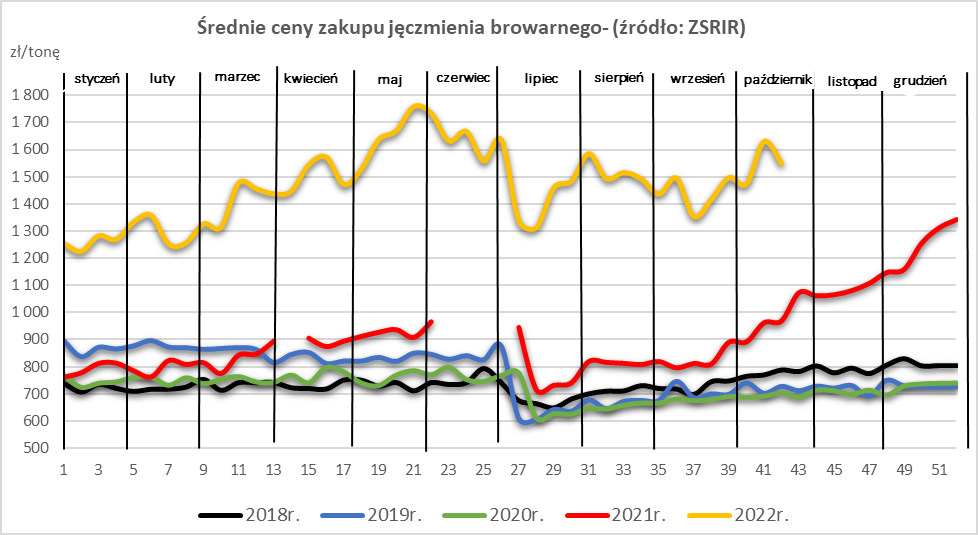 Średnie ceny zakupu jęczmienia browarnego- (źródło: ZSRIR)
zł/tonę
styczeń luty marzec kwiecień maj czerwiec lipiec sierpień wrzesień październik listopad grudzień
1 800
1 700
1 600
1 500
1 400
1 300
1 200
1 100
1 000
900
800
700
600
500
1 3 5 7 9 11 13 15 17 19 21 23 25 27 29 31 33 35 37 39 41 43 45 47 49 51
2018r. 2019r. 2020r. 2021r. 2022r.